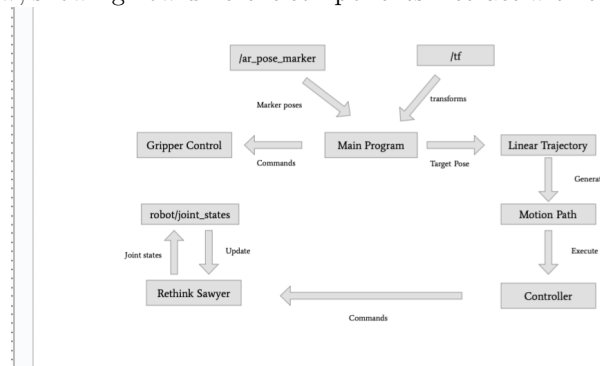 /ar_pose_marker
/tf
Marker poses
transforms
Gripper Control
Main Program
Linear Trajectory
Commands
Target Pose
robot/joint_states
Motion Path
Joint states
Update
Execute
Rethink Sawyer
Controller
Commands